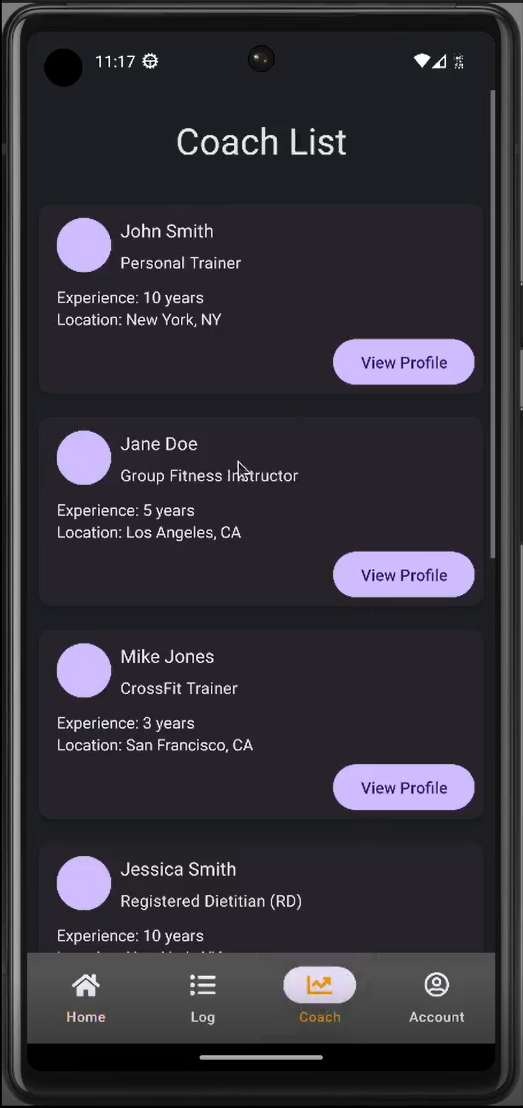 11:17
Coach List
John Smith
Personal Trainer
Experience: 10 years
Location: New York, NY
View Profile
Jane Doe
Group Fitness Instructor
Experience: 5 years
Location: Los Angeles, CA
View Profile
Mike Jones
CrossFit Trainer
Experience: 3 years
Location: San Francisco, CA
View Profile
Jessica Smith
Registered Dietitian (RD)
Experience: 10 years
Home
Log
Coach
Account